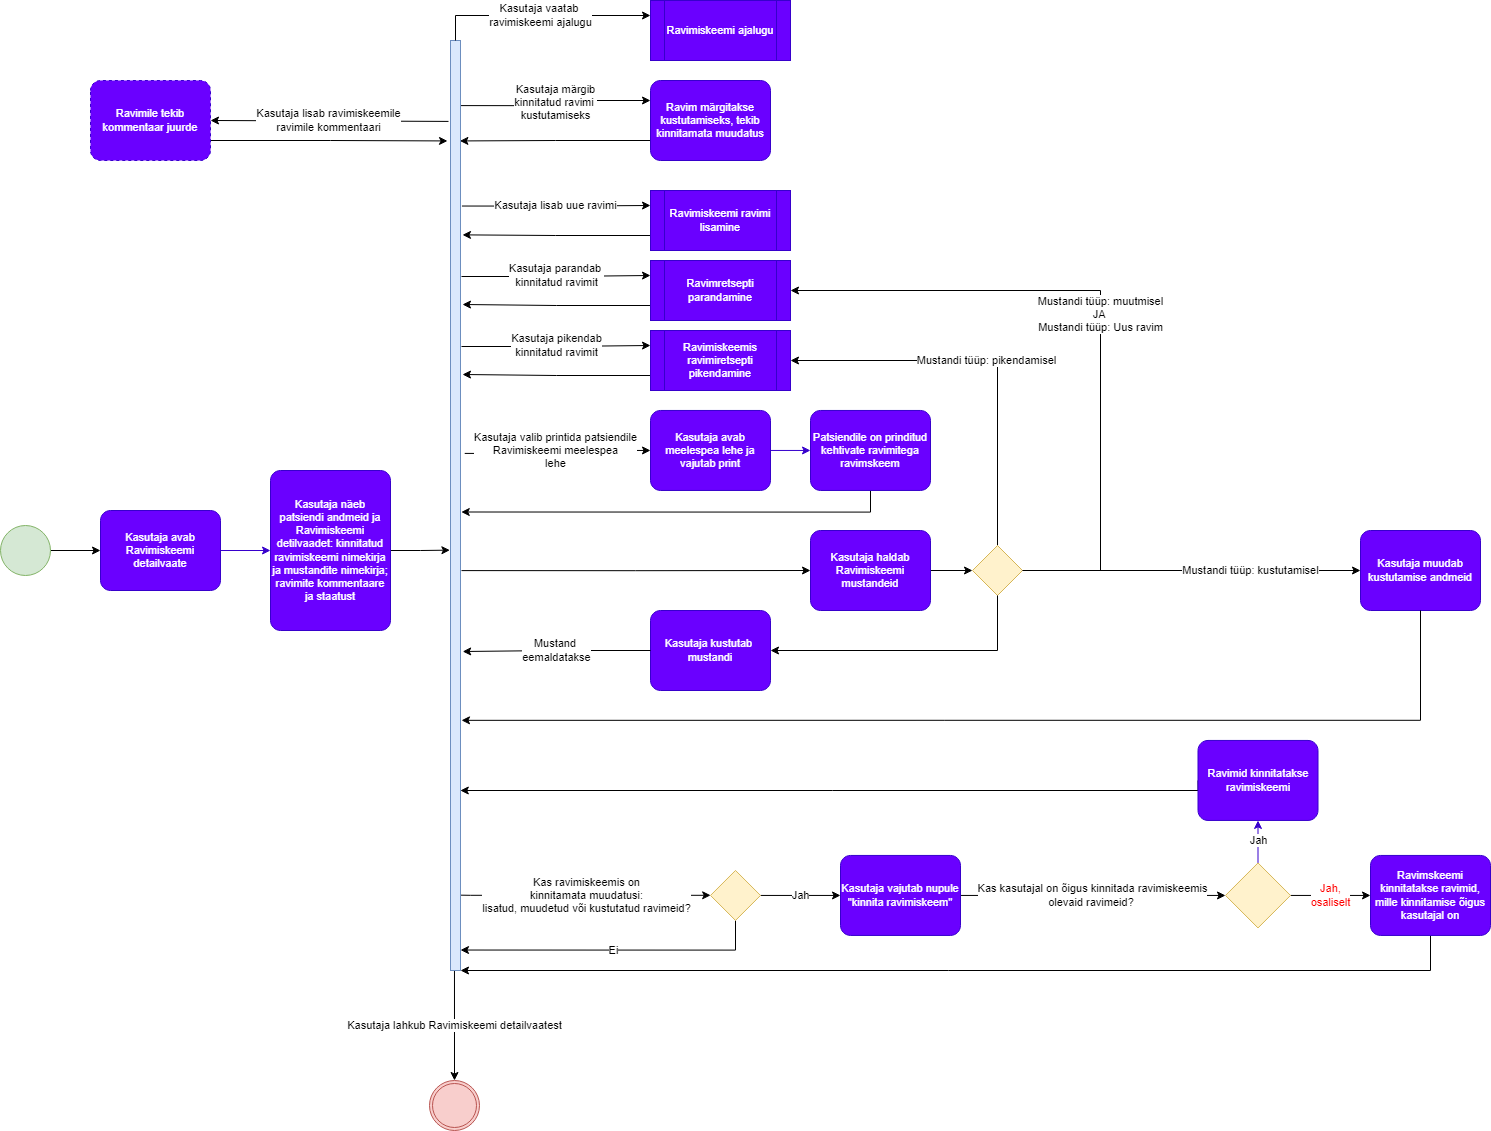 Kasutaja vaatab
ravimiskeemi ajalugu
Ravimiskeemi ajalugu
Ravimile tekib
kommentaar juurde
Kasutaja lisab ravimiskeemile
ravimile kommentaari
Kasutaja märgib
kinnitatud ravimi
kustutamiseks
Ravim märgitakse
kustutamiseks, tekib
kinnitamata muudatus
Kasutaja lisab uue ravimi
Ravimiskeemi ravimi
lisamine
Kasutaja parandab
kinnitatud ravimit
Ravimretsepti
parandamine
Mustandi tüüp: muutmisel
JA
Mustandi tüüp: Uus ravim
Kasutaja pikendab
kinnitatud ravimit
Ravimiskeemis
ravimiretsepti
pikendamine
Mustandi tüüp: pikendamisel
Kasutaja valib printida patsiendile
Ravimiskeemi meelespea
lehe
Kasutaja avab
meelespea lehe ja
vajutab print
Patsiendile on prinditud
kehtivate ravimitega
ravimskeem
Kasutaja avab
Ravimiskeemi
detailvaate
Kasutaja näeb
patsiendi andmeid ja
Ravimiskeemi
detilvaadet: kinnitatud
ravimiskeemi nimekirja
ja mustandite nimekirja;
ravimite kommentaare
ja staatust
Kasutaja haldab
Ravimiskeemi
mustandeid
Mustandi tüüp: kustutamisel
Kasutaja muudab
kustutamise andmeid
Mustand
eemaldatakse
Kasutaja kustutab
mustandi
Ravimid kinnitatakse
ravimiskeemi
Jah
Kas ravimiskeemis on
kinnitamata muudatusi:
lisatud, muudetud või kustutatud ravimeid?
Jah
Kasutaja vajutab nupule
"kinnita ravimiskeem"
Kas kasutajal on õigus kinnitada ravimiskeemis
olevaid ravimeid?
Jah,
osaliselt
Ravimskeemi
kinnitatakse ravimid,
mille kinnitamise õigus
kasutajal on
Ei
Kasutaja lahkub Ravimiskeemi detailvaatest